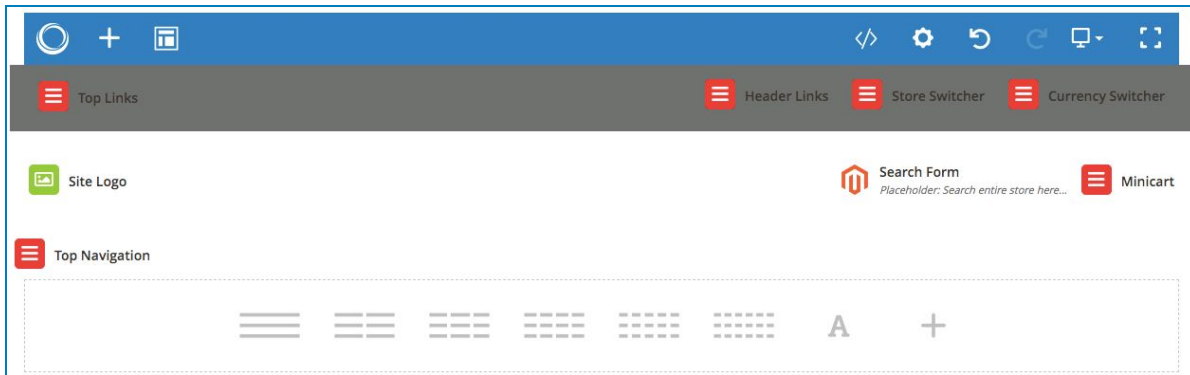 </>
Top Links
Header Links
Store Switcher
Currency Switcher
Site Logo
Search Form
Placeholder: Search entire store here...
Minicart
Top Navigation
A